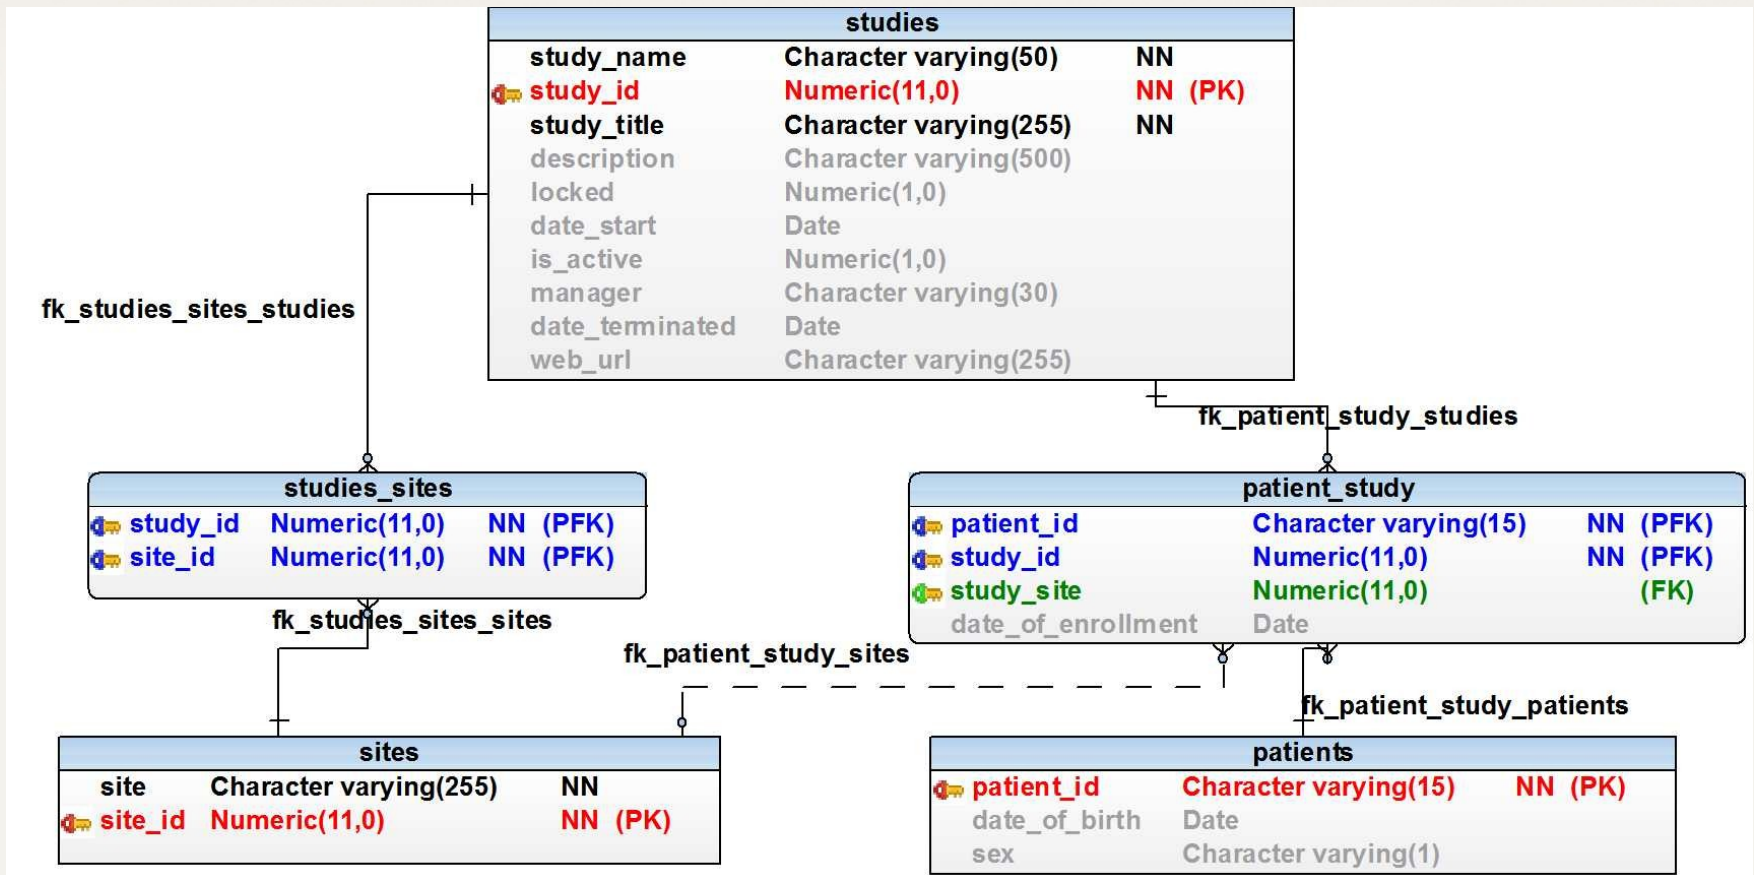 studies
study_name Character varying(50) NN
study_id Numeric(11,0) NN (PK)
study_title Character varying(255) NN
description Character varying(500)
locked Numeric(1,0)
date_start Date
is_active Numeric(1,0)
manager Character varying(30)
date_terminated Date
web_url Character varying(255)
fk_studies_sites_studies
fk_patient_study_studies
studies_sites
study_id Numeric(11,0) NN (PFK)
site_id Numeric(11,0) NN (PFK)
patient_study
patient_id Character varying(15) NN (PFK)
study_id Numeric(11,0) NN (PFK)
study_site Numeric(11,0) (FK)
date_of_enrollment Date
fk_studies_sites_sites
fk_patient_study_sites
fk_patient_study_patients
sites
site Character varying(255) NN
site_id Numeric(11,0) NN (PK)
patients
patient_id Character varying(15) NN (PK)
date_of_birth Date
sex Character varying(1)